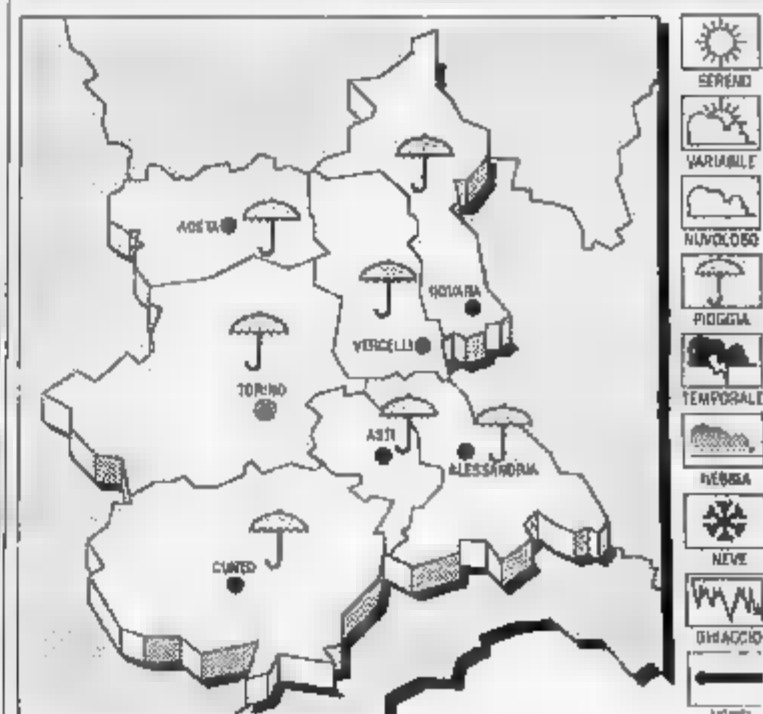 AOSTA
NOVARA
VERCELLI
TORINO
ASTI
ALESSANDRIA
CUNEO
SERENO
VARIABILE
NUVOLOSO
PIOGGIA
TEMPORALE
NEBBIA
NEVE
GHIACCIO